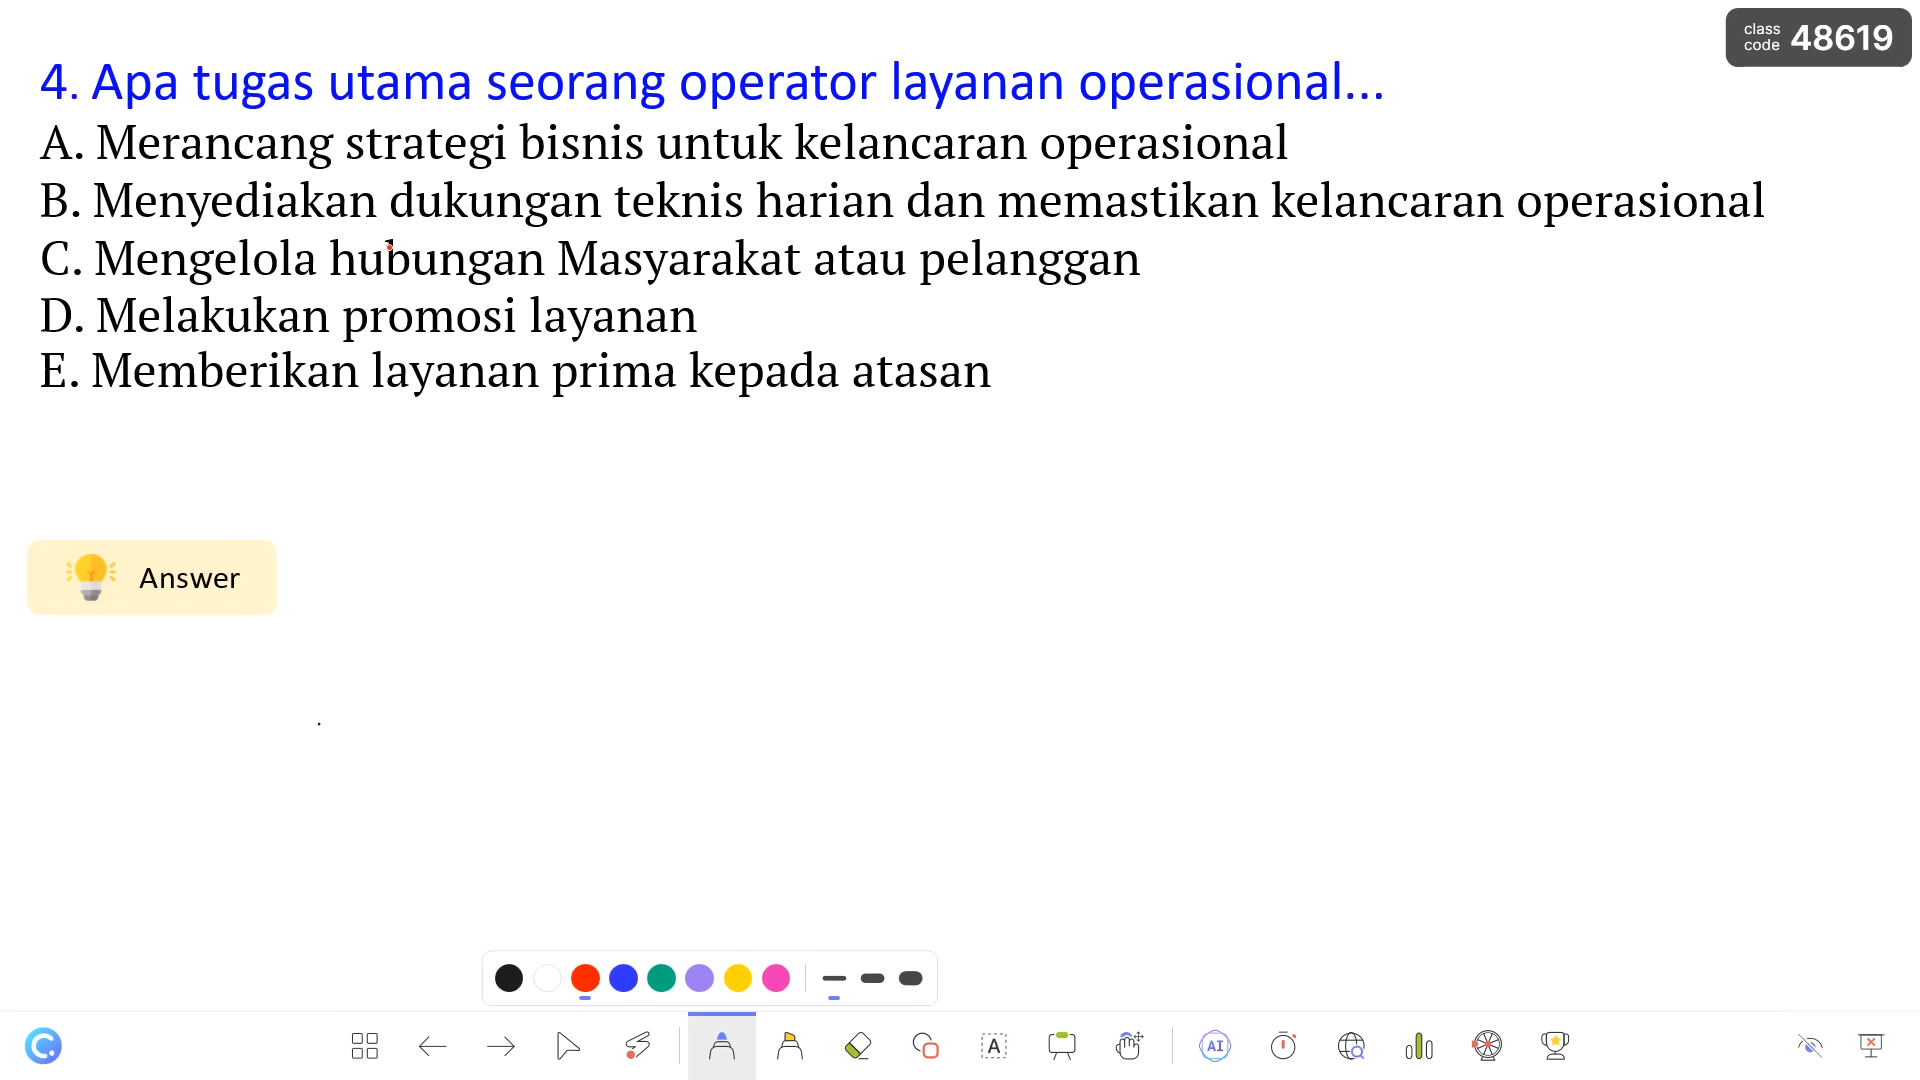 class
code 48619
4. Apa tugas utama seorang operator layanan operasional...
A. Merancang strategi bisnis untuk kelancaran operasional
B. Menyediakan dukungan teknis harian dan memastikan kelancaran operasional
C. Mengelola hubungan Masyarakat atau pelanggan
D. Melakukan promosi layanan
E. Memberikan layanan prima kepada atasan
Answer
A
AI